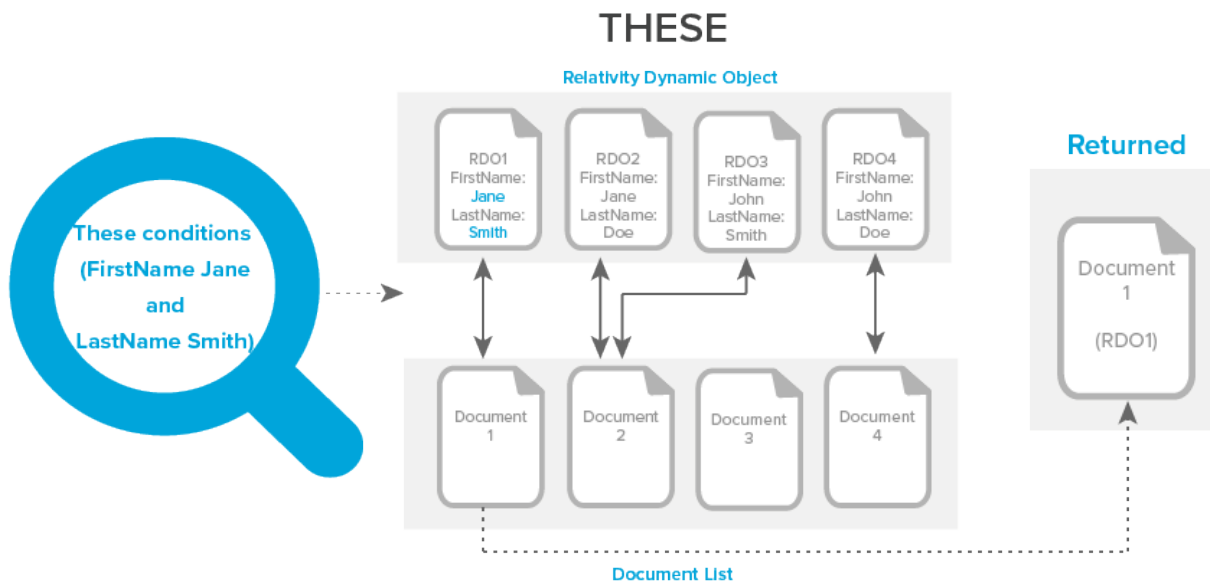 THESE
Relativity Dynamic Object
These conditions
(FirstName Jane
and
LastName Smith)
RDO1
FirstName:
Jane
LastName:
Smith
RDO2
FirstName:
Jane
LastName:
Doe
RDO3
FirstName:
John
LastName:
Smith
RDO4
FirstName:
John
LastName:
Doe
Document
1
Document
2
Document
3
Document
4
Document List
Returned
Document
1
(RDO1)